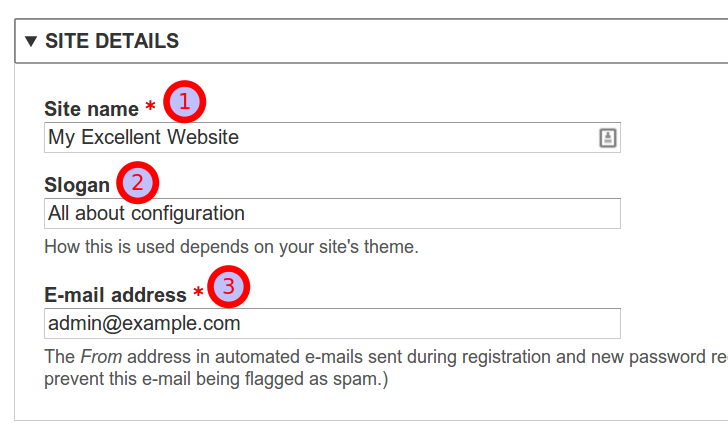 ▼ SITE DETAILS
Site name * 1
My Excellent Website
Slogan 2
All about configuration
How this is used depends on your site's theme.
E-mail address * 3
admin@example.com
The From address in automated e-mails sent during registration and new password
prevent this e-mail being flagged as spam.)